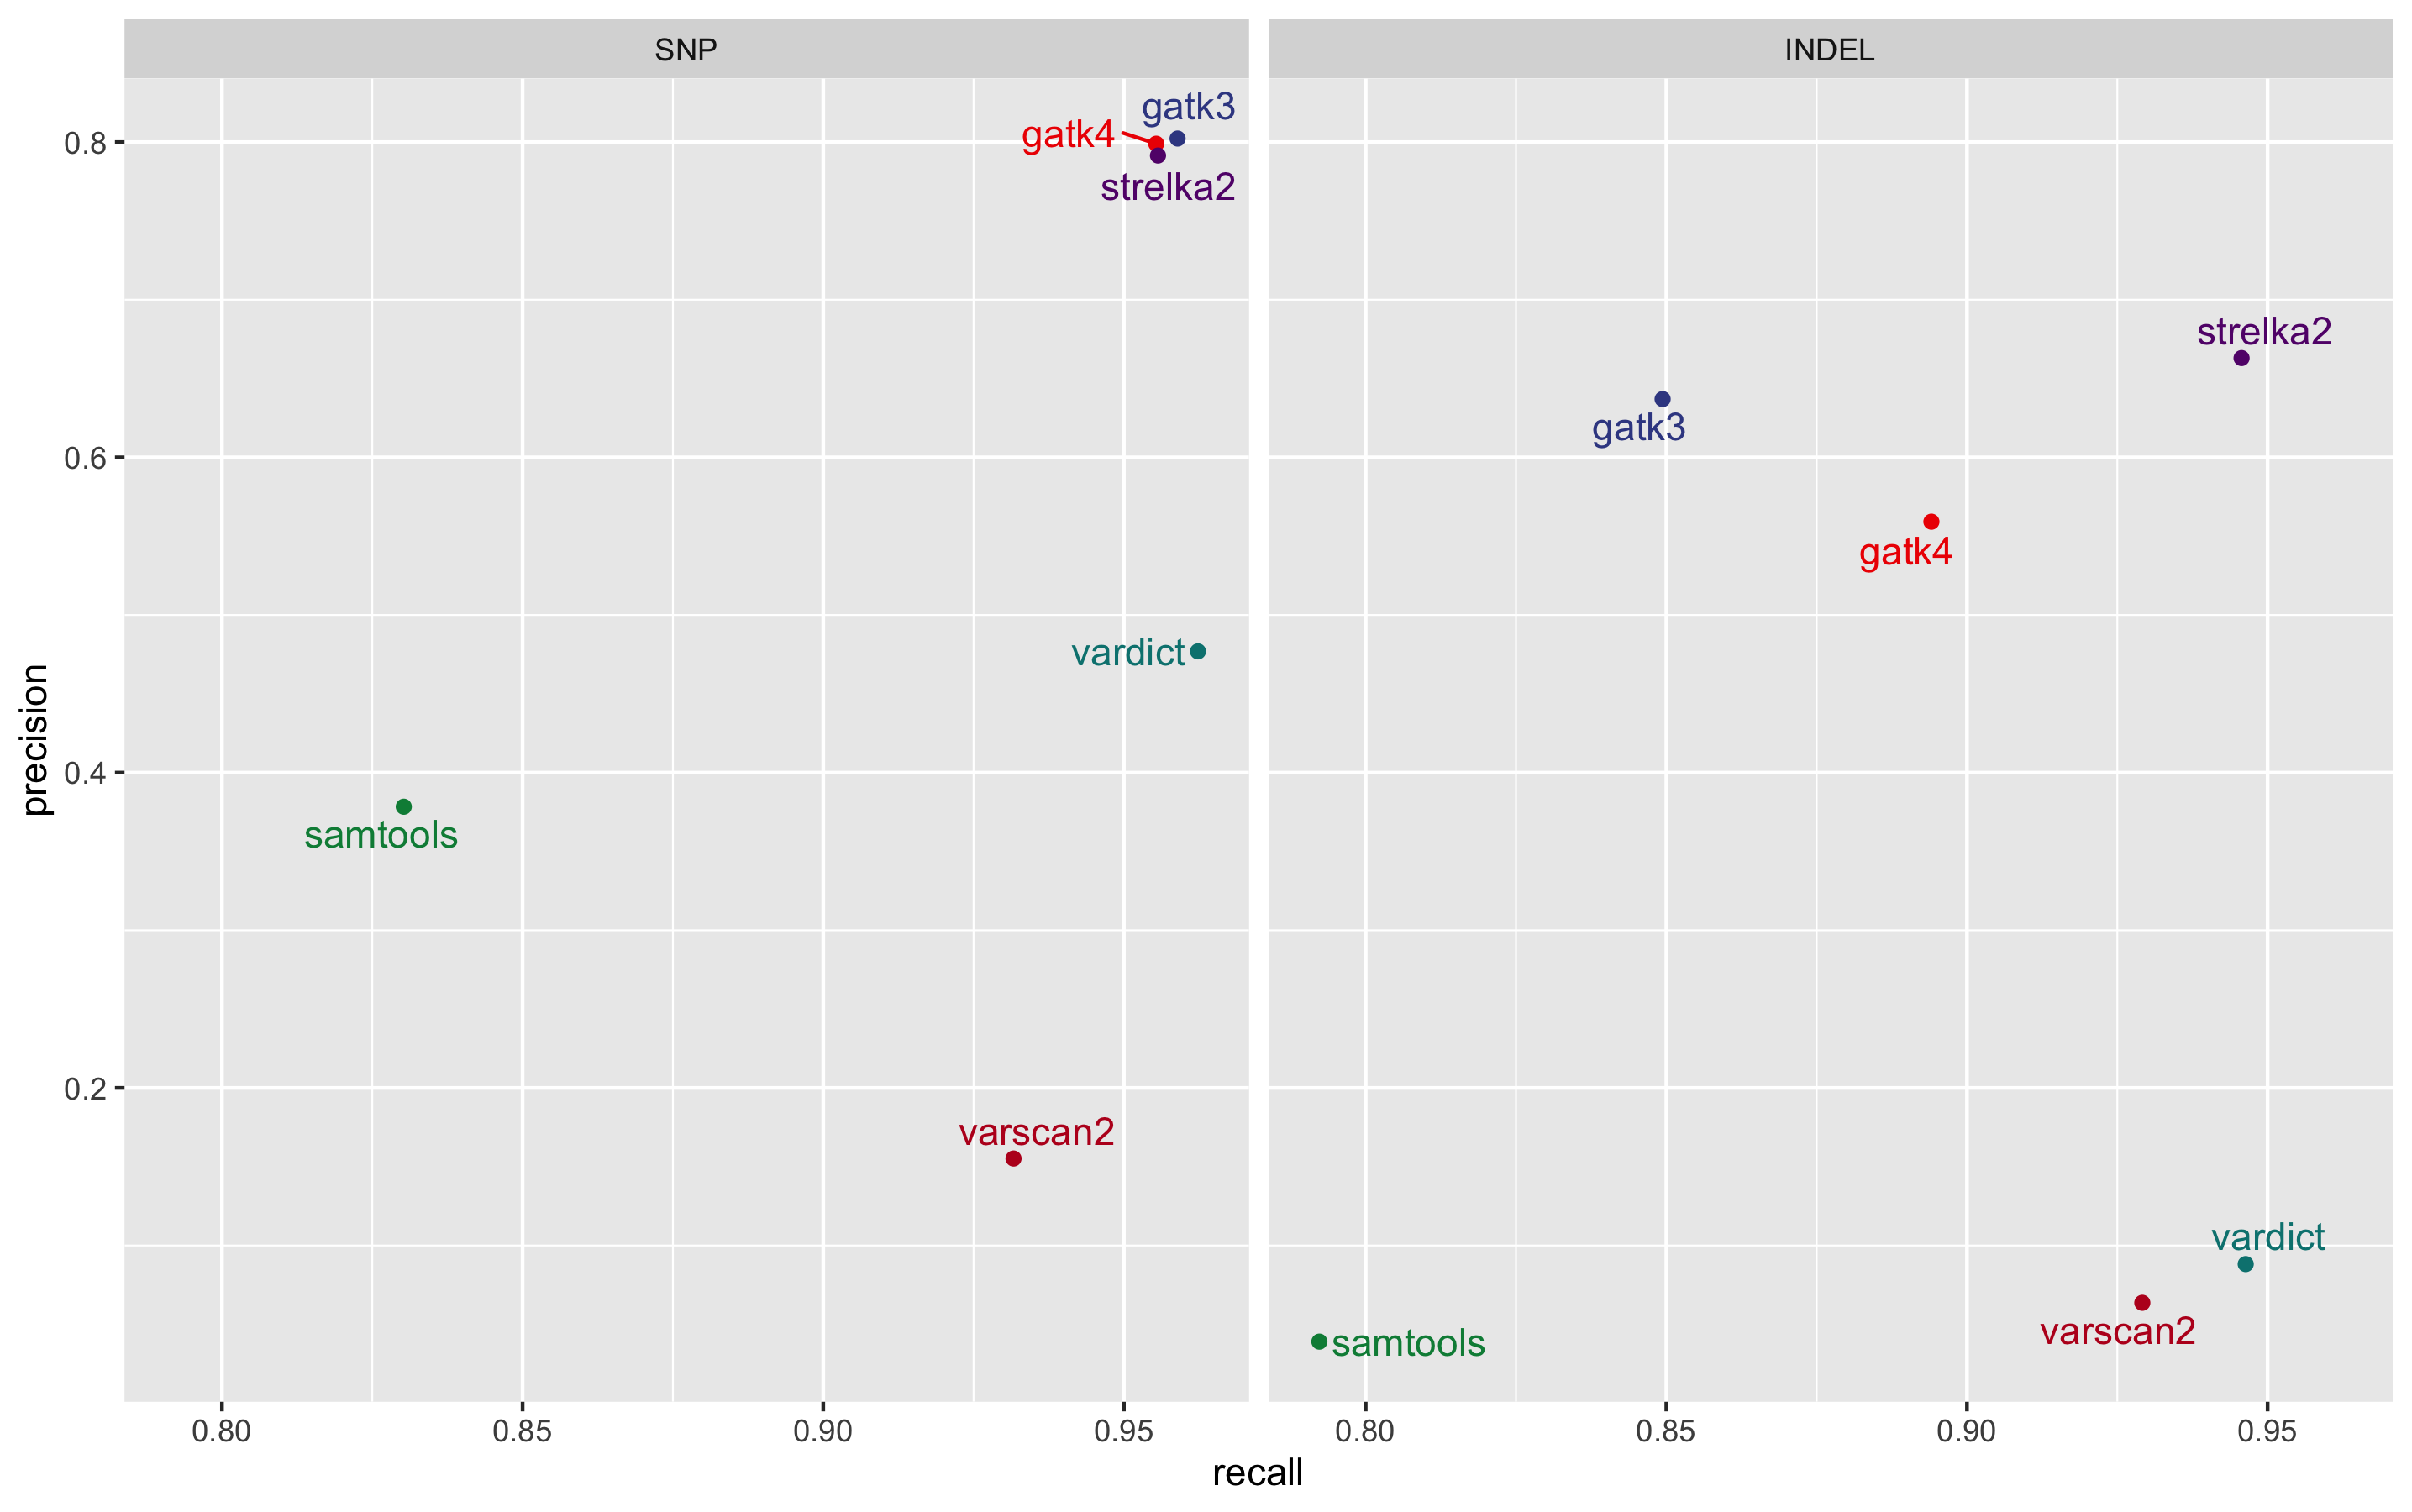 SNP
INDEL
precision
0.8
0.6
0.4
0.2
gatk3
gatk4
strelka2
vardict
samtools
varscan2
strelka2
gatk3
gatk4
vardict
varscan2
samtools
0.80 0.85 0.90 0.95
0.80 0.85 0.90 0.95
recall